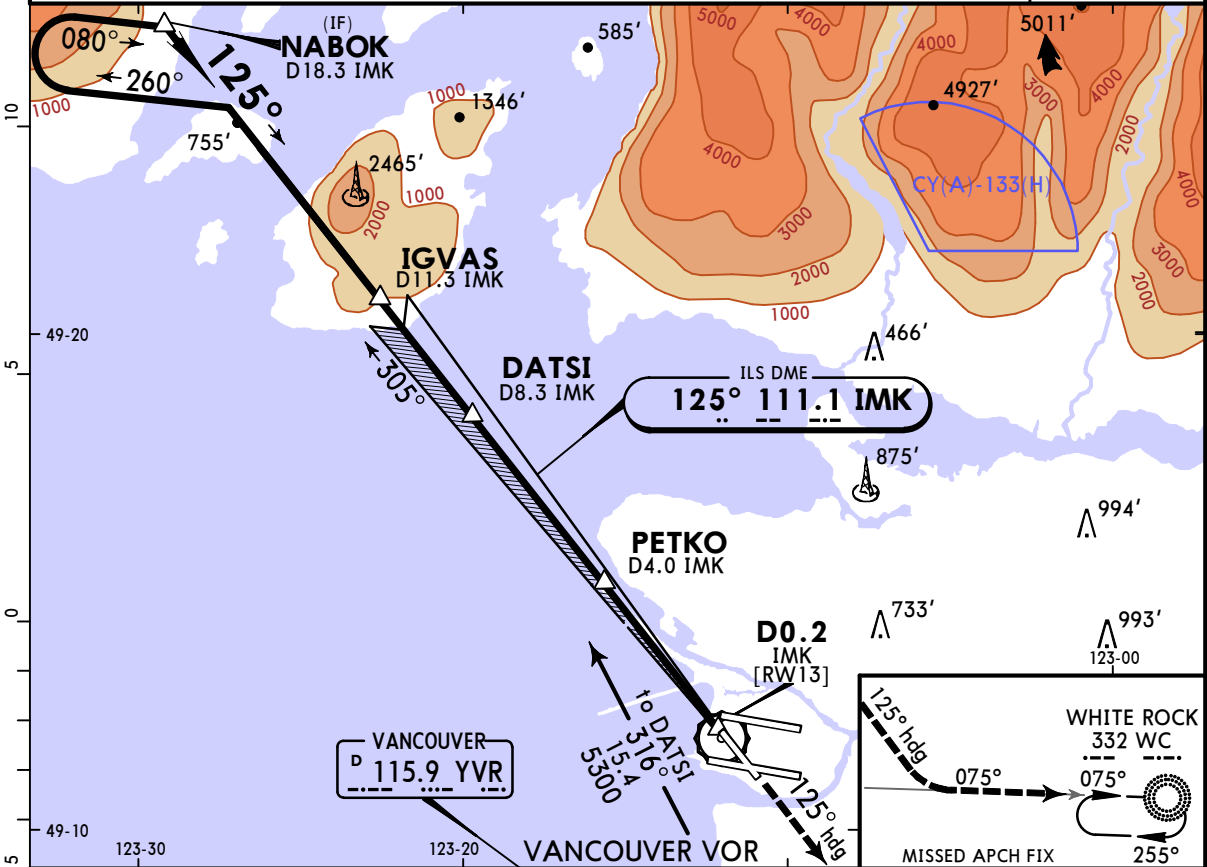 (IF)
NABOK
D18.3 IMK
080°
260°
125°
1000
755'
585'
5000
4000
4000
5011'
3000
4000
4927'
2000
1000
1346'
2465'
1000
2000
4000
CY(A)-133(H)
4000
3000
2000
1000
3000
2000
IGVAS
D11.3 IMK
10
49-20
5
305°
466'
DATSI
D8.3 IMK
ILS DME
125° 111.1 IMK
875'
994'
PETKO
D4.0 IMK
0
733'
993'
D0.2
IMK
[RW13]
123-00
to DATSI
316°
15.4
5300
VANCOUVER
D 115.9 YVR
125° hdg
125° hdg
WHITE ROCK
332 WC
075°
075°
255°
MISSED APCH FIX
49-10
5
123-30
123-20
VANCOUVER VOR